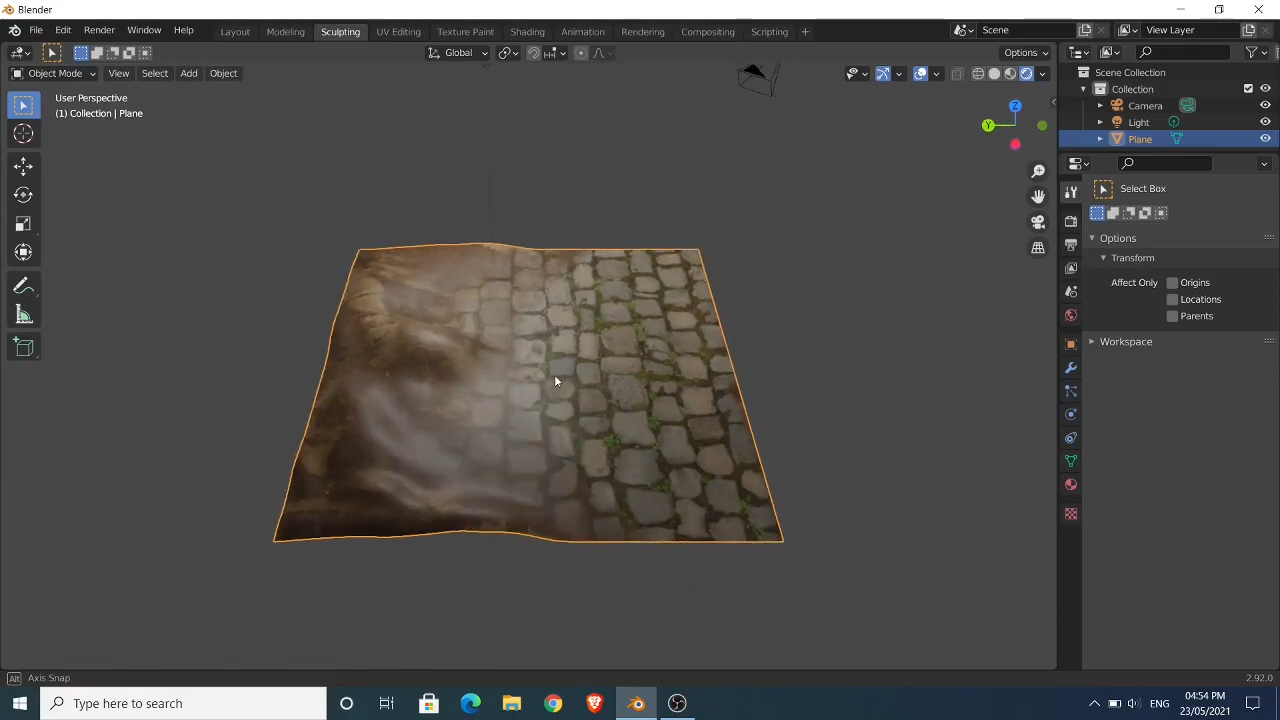 Blender
File Edit Render Window Help Layout Modeling Sculpting UV Editing Texture Paint Shading Animation Rendering Compositing Scripting + Scene View Layer
Global Options
Object Mode View Select Add Object
User Perspective
(1) Collection | Plane
Z
Y
Scene Collection
Collection
Camera
Light
Plane
Select Box
Options
Transform
Affect Only Origins
Locations
Parents
Workspace
Alt Axis Snap 2.92.0
Type here to search
ENG
04:54 PM
23/05/2021